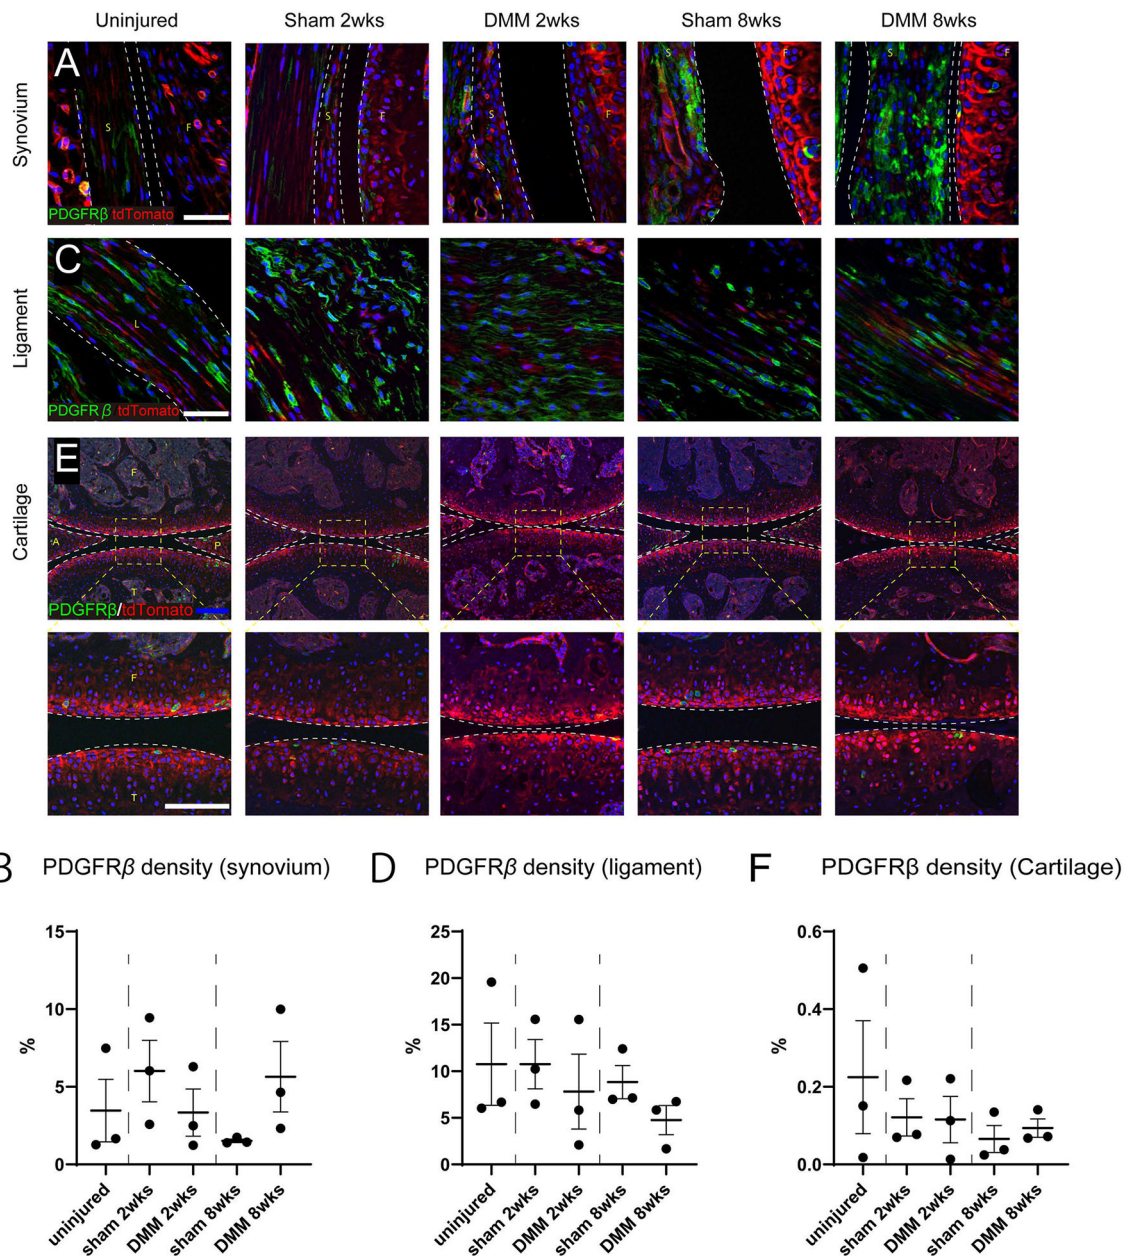 Uninjured
Sham 2wks
DMM 2wks
Sham 8wks
DMM 8wks
Synovium
A
S
F
PDGFRβ tdTomato
S
F
S
F
S
F
S
F
Ligament
C
L
PDGFR β tdTomato
Cartilage
E
F
A
P
T
PDGFRβ/tdTomato
F
T
B
PDGFRβ density (synovium)
15
10
5
0
%
uninjured
sham 2wks
DMM 2wks
sham 8wks
DMM 8wks
D
PDGFRβ density (ligament)
25
20
15
10
5
0
%
uninjured
sham 2wks
DMM 2wks
sham 8wks
DMM 8wks
F
PDGFRβ density (Cartilage)
0.6
0.4
0.2
0.0
%
uninjured
sham 2wks
DMM 2wks
sham 8wks
DMM 8wks